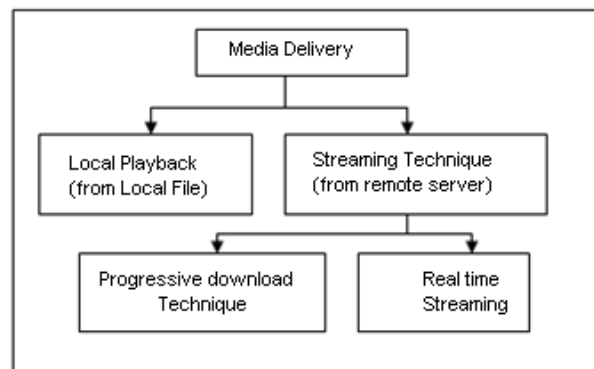 Media Delivery
Local Playback
(from Local File)
Streaming Technique
(from remote server)
Progressive download
Technique
Real time
Streaming